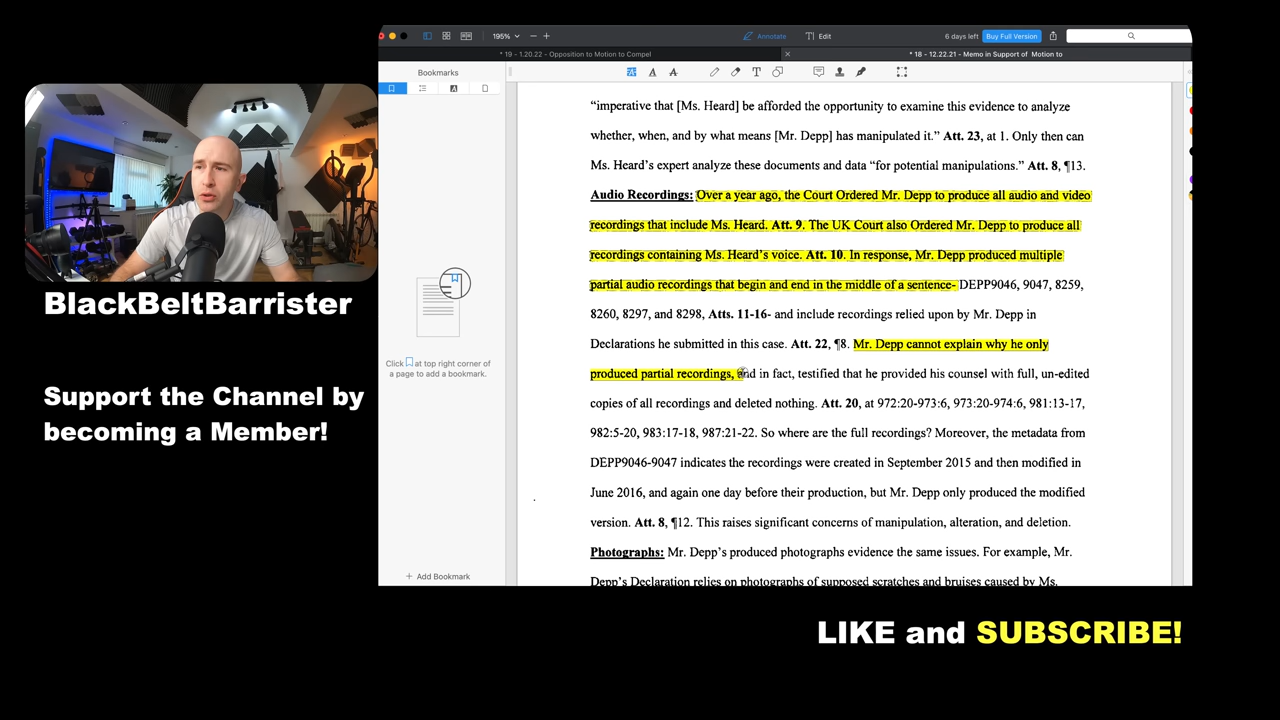 195%
Annotate
Edit
6 days left
Buy Full Version
* 19 - 1.20.22 - Opposition to Motion to Compel
* 18 - 12.22.21 - Memo in Support of Motion to
Bookmarks
Click at top right corner of
a page to add a bookmark.
+ Add Bookmark
“imperative that [Ms. Heard] be afforded the opportunity to examine this evidence to analyze
whether, when, and by what means [Mr. Depp] has manipulated it.” Att. 23, at 1. Only then can
Ms. Heard’s expert analyze these documents and data “for potential manipulations.” Att. 8, ¶13.
Audio Recordings: Over a year ago, the Court Ordered Mr. Depp to produce all audio and video
recordings that include Ms. Heard. Att. 9. The UK Court also Ordered Mr. Depp to produce all
recordings containing Ms. Heard’s voice. Att. 10. In response, Mr. Depp produced multiple
partial audio recordings that begin and end in the middle of a sentence- DEPP9046, 9047, 8259,
8260, 8297, and 8298, Atts. 11-16- and include recordings relied upon by Mr. Depp in
Declarations he submitted in this case. Att. 22, ¶8. Mr. Depp cannot explain why he only
produced partial recordings, and in fact, testified that he provided his counsel with full, un-edited
copies of all recordings and deleted nothing. Att. 20, at 972:20-973:6, 973:20-974:6, 981:13-17,
982:5-20, 983:17-18, 987:21-22. So where are the full recordings? Moreover, the metadata from
DEPP9046-9047 indicates the recordings were created in September 2015 and then modified in
June 2016, and again one day before their production, but Mr. Depp only produced the modified
version. Att. 8, ¶12. This raises significant concerns of manipulation, alteration, and deletion.
Photographs: Mr. Depp’s produced photographs evidence the same issues. For example, Mr.
Depp’s Declaration relies on photographs of supposed scratches and bruises caused by Ms.
BlackBeltBarrister
Support the Channel by
becoming a Member!
LIKE and SUBSCRIBE!